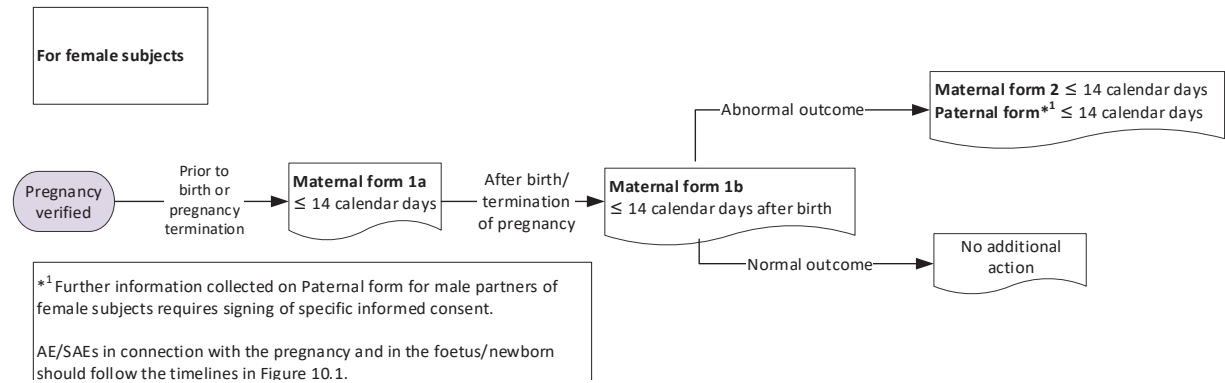 For female subjects
Maternal form 2 ≤ 14 calendar days
Paternal form*1 ≤ 14 calendar days
Abnormal outcome
Pregnancy
verified
Prior to
birth or
pregnancy
termination
Maternal form 1a
≤ 14 calendar days
After birth/
termination
of pregnancy
Maternal form 1b
≤ 14 calendar days after birth
Normal outcome
No additional
action
*1 Further information collected on Paternal form for male partners of
female subjects requires signing of specific informed consent.
AE/SAEs in connection with the pregnancy and in the foetus/newborn
should follow the timelines in Figure 10.1.